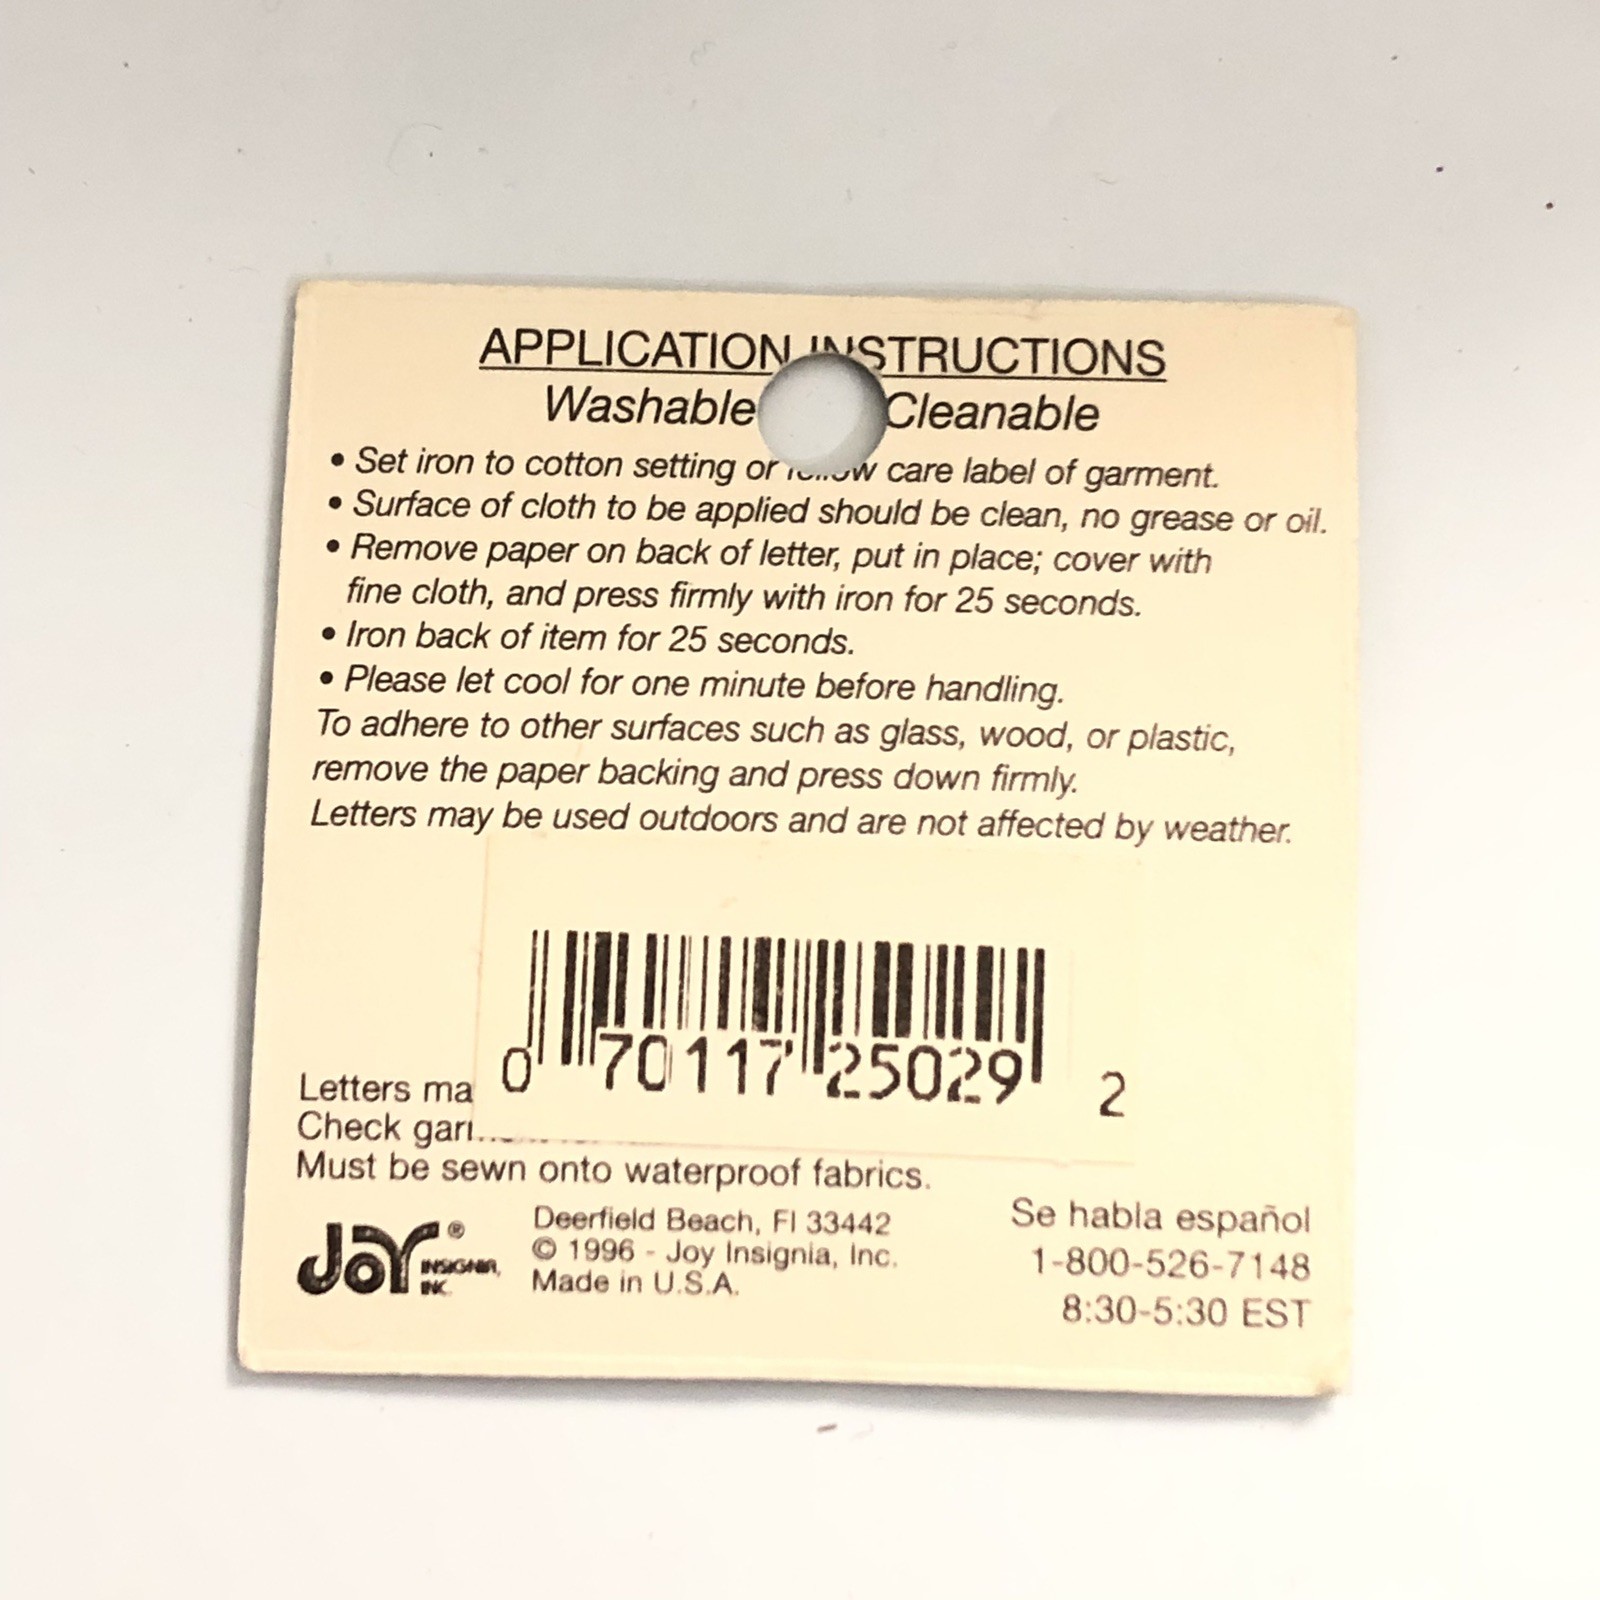 APPLICATION INSTRUCTIONS
Washable Cleanable
• Set iron to cotton setting or care label of garment.
• Surface of cloth to be applied should be clean, no grease or oil.
• Remove paper on back of letter, put in place; cover with
fine cloth, and press firmly with iron for 25 seconds.
• Iron back of item for 25 seconds.
• Please let cool for one minute before handling.
To adhere to other surfaces such as glass, wood, or plastic,
remove the paper backing and press down firmly.
Letters may be used outdoors and are not affected by weather.
0 70117 25029 2
Letters ma
Check
Must be sewn onto waterproof fabrics.
JOY® INSIGNIA, INC.
Deerfield Beach, Fl 33442
© 1996 - Joy Insignia, Inc.
Made in U.S.A.
Se habla español
1-800-526-7148
8:30-5:30 EST